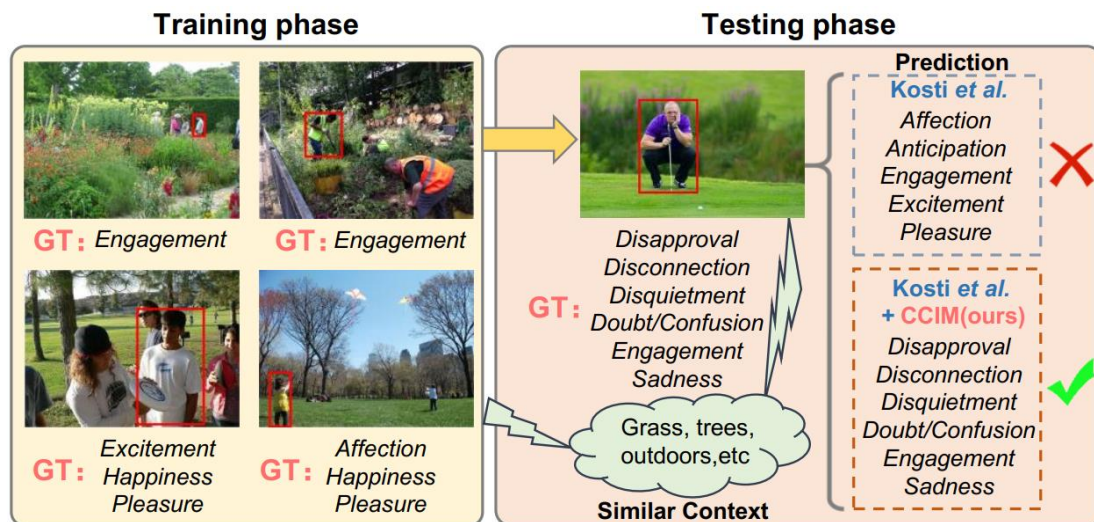 Training phase
GT: Engagement
GT: Engagement
GT:
Excitement
Happiness
Pleasure
GT:
Affection
Happiness
Pleasure
Testing phase
GT:
Disapproval
Disconnection
Disquietment
Doubt/Confusion
Engagement
Sadness
Grass, trees,
outdoors,etc
Similar Context
Prediction
Kosti et al.
Affection
Anticipation
Engagement
Excitement
Pleasure
Kosti et al.
+ CCIM(ours)
Disapproval
Disconnection
Disquietment
Doubt/Confusion
Engagement
Sadness